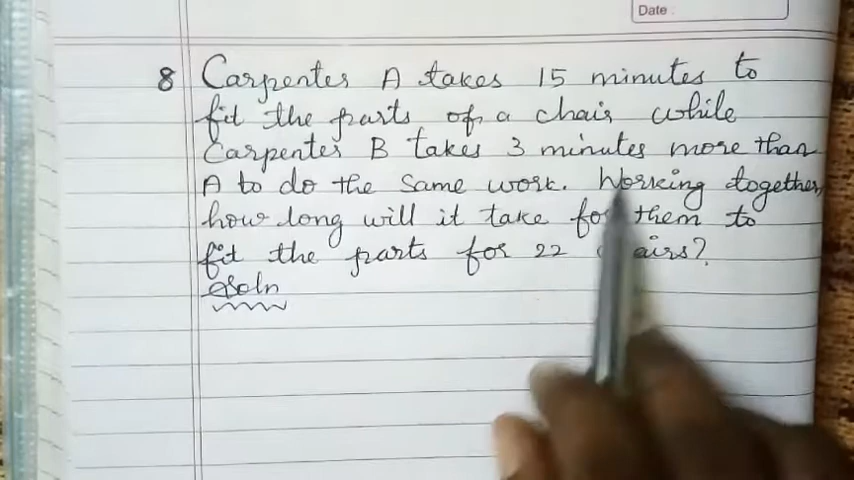 Date :
8 Carpenter A takes 15 minutes to
fit the parts of a chair while
Carpenter B takes 3 minutes more than
A to do the same work. Working together,
how long will it take for them to
fit the parts for 22 airs?
Soln